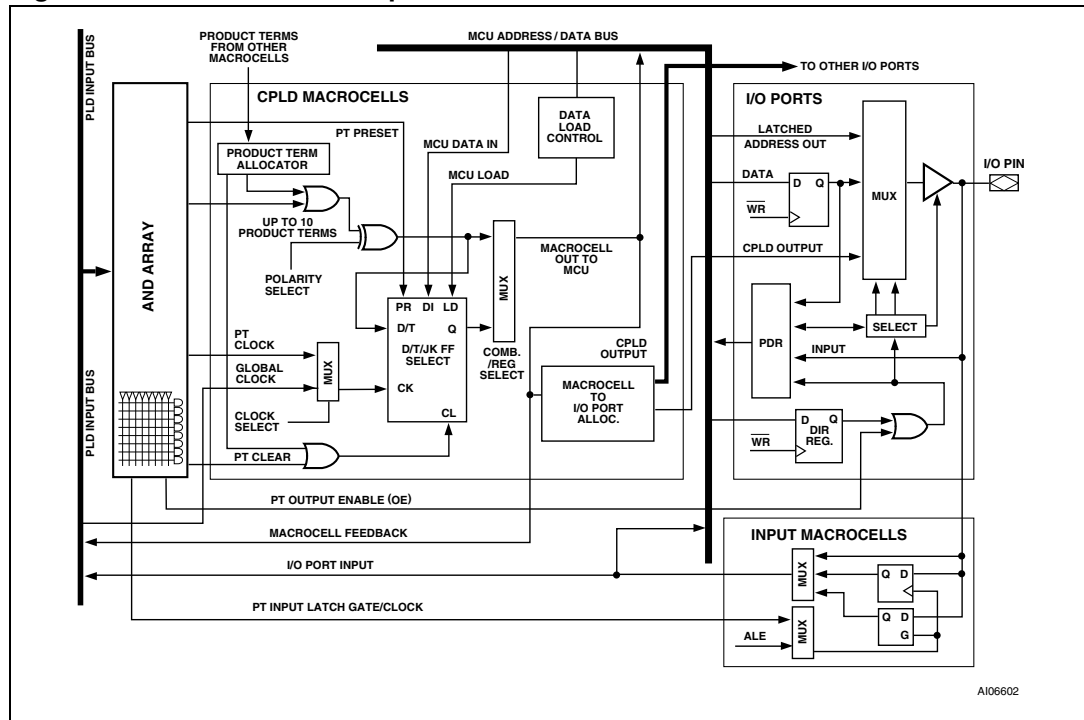 PLD INPUT BUS
PRODUCT TERMS
FROM OTHER
MACROCELLS
MCU ADDRESS / DATA BUS
TO OTHER I/O PORTS
CPLD MACROCELLS
I/O PORTS
AND ARRAY
PT PRESET
PRODUCT TERM
ALLOCATOR
MCU DATA IN
MCU LOAD
DATA
LOAD
CONTROL
LATCHED
ADDRESS OUT
DATA
D Q
WR
MUX
I/O PIN
UP TO 10
PRODUCT TERMS
POLARITY
SELECT
MUX
MACROCELL
OUT TO
MCU
CPLD OUTPUT
PR DI LD
D/T Q
D/T/JK FF
SELECT
CK
CL
COMB.
/REG
SELECT
CPLD
OUTPUT
PDR
SELECT
INPUT
PT
CLOCK
GLOBAL
CLOCK
MUX
CLOCK
SELECT
MACROCELL
TO
I/O PORT
ALLOC.
D Q
DIR
REG.
WR
PT CLEAR
PLD INPUT BUS
PT OUTPUT ENABLE (OE)
MACROCELL FEEDBACK
INPUT MACROCELLS
I/O PORT INPUT
MUX
Q D
PT INPUT LATCH GATE/CLOCK
MUX
Q D
G
ALE
AI06602